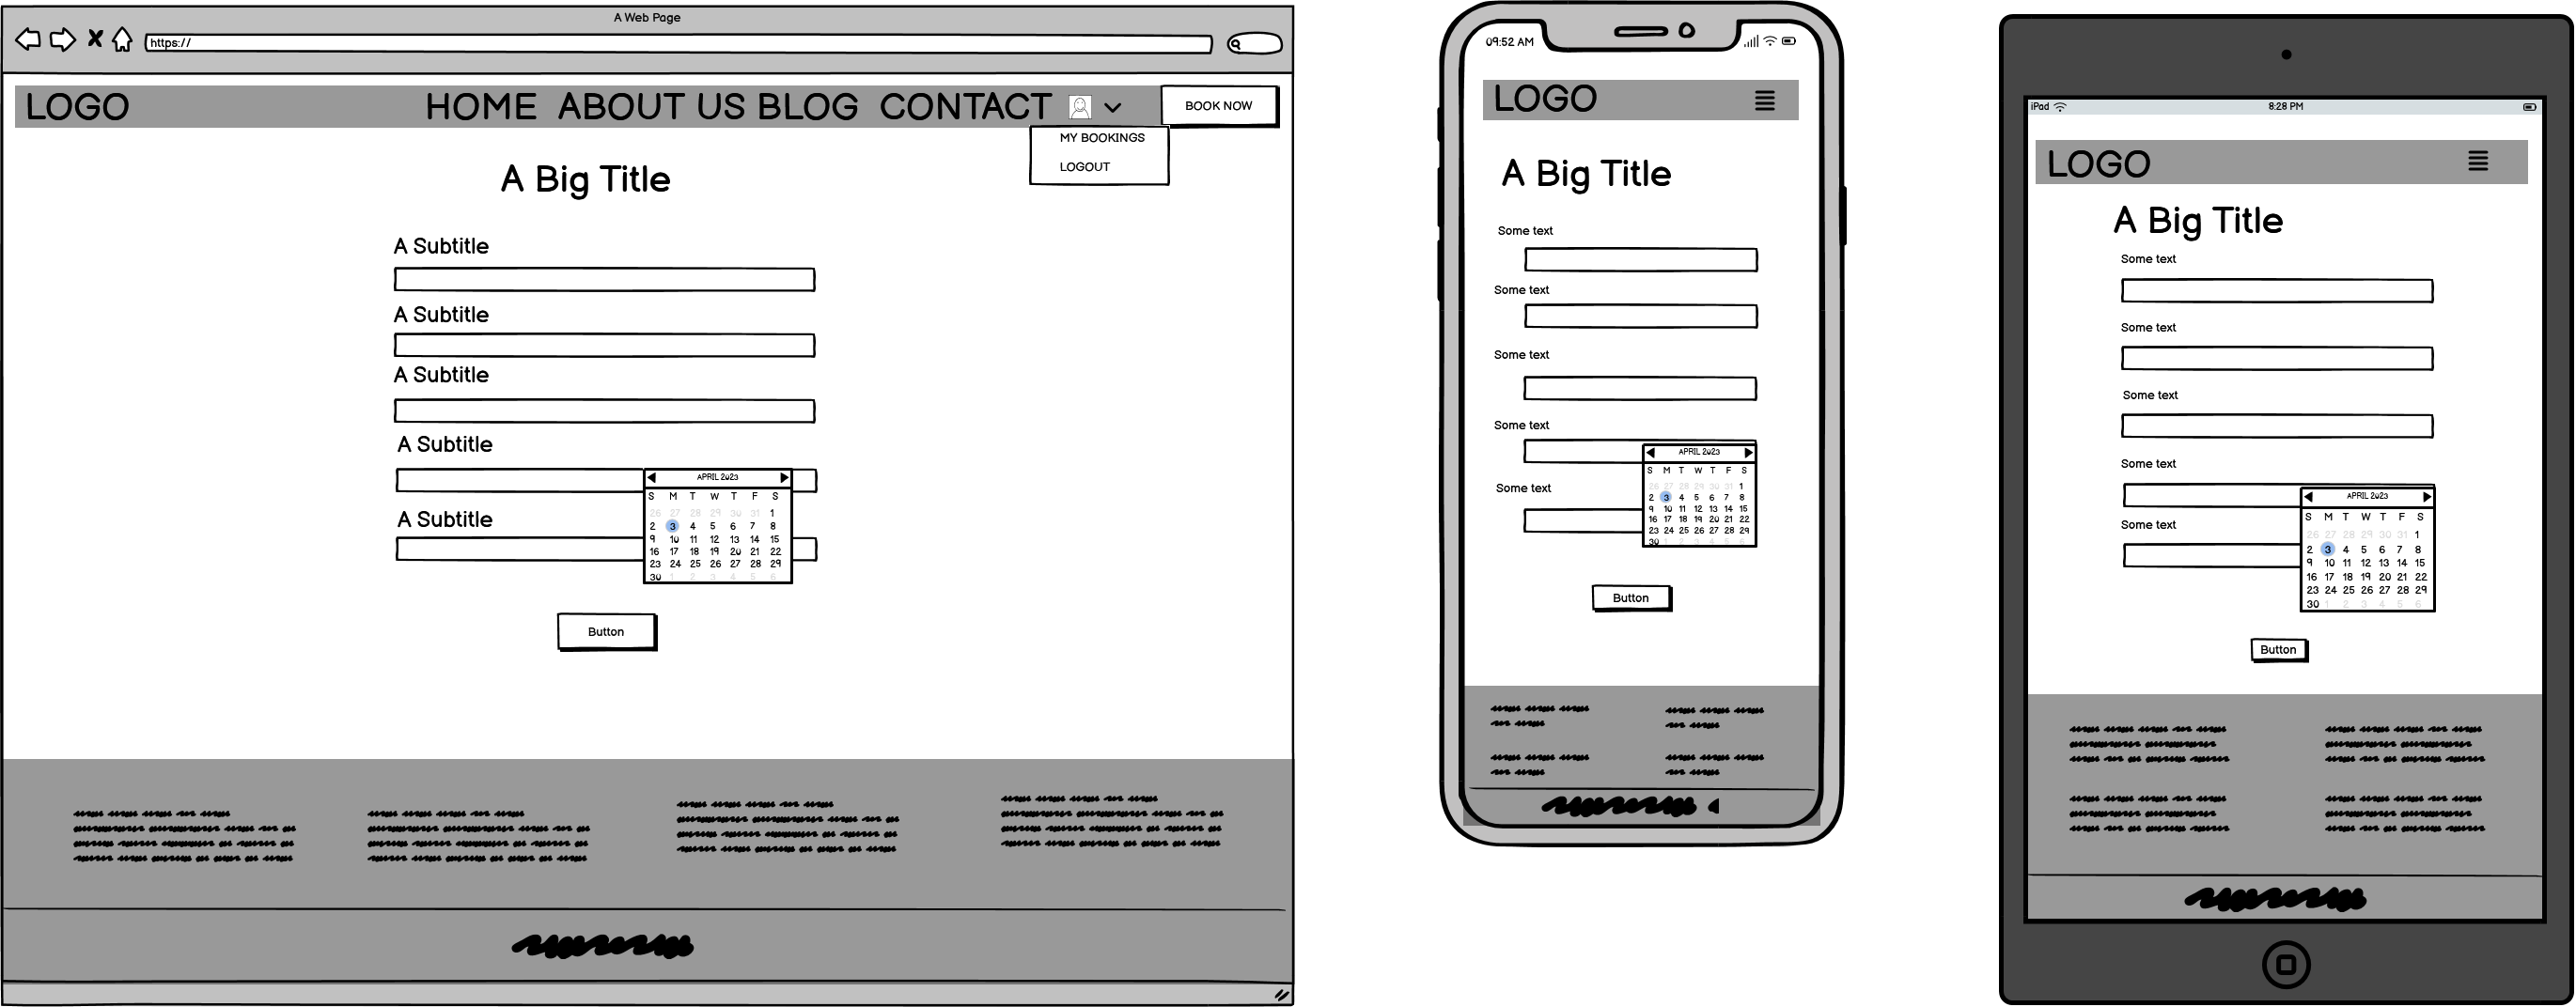 A Web Page
https://
LOGO HOME ABOUT US BLOG CONTACT BOOK NOW
MY BOOKINGS
LOGOUT
A Big Title
A Subtitle
A Subtitle
A Subtitle
A Subtitle
APRIL 2023
S M T W T F S
26 27 28 29 30 31 1
2 3 4 5 6 7 8
9 10 11 12 13 14 15
16 17 18 19 20 21 22
23 24 25 26 27 28 29
30 1 2 3 4 5 6
A Subtitle
Button
09:52 AM
LOGO
A Big Title
Some text
Some text
Some text
Some text
APRIL 2023
S M T W T F S
26 27 28 29 30 31 1
2 3 4 5 6 7 8
9 10 11 12 13 14 15
16 17 18 19 20 21 22
23 24 25 26 27 28 29
30 1 2 3 4 5 6
Some text
Button
iPad 8:28 PM
LOGO
A Big Title
Some text
Some text
Some text
Some text
APRIL 2023
S M T W T F S
26 27 28 29 30 31 1
2 3 4 5 6 7 8
9 10 11 12 13 14 15
16 17 18 19 20 21 22
23 24 25 26 27 28 29
30 1 2 3 4 5 6
Some text
Button